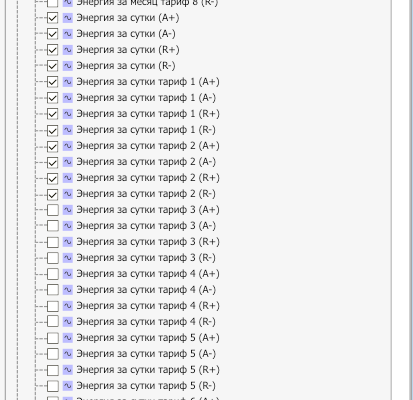 Энергия за месяц тариф 8 (R-)
Энергия за сутки (A+)
Энергия за сутки (A-)
Энергия за сутки (R+)
Энергия за сутки (R-)
Энергия за сутки тариф 1 (A+)
Энергия за сутки тариф 1 (A-)
Энергия за сутки тариф 1 (R+)
Энергия за сутки тариф 1 (R-)
Энергия за сутки тариф 2 (A+)
Энергия за сутки тариф 2 (A-)
Энергия за сутки тариф 2 (R+)
Энергия за сутки тариф 2 (R-)
Энергия за сутки тариф 3 (A+)
Энергия за сутки тариф 3 (A-)
Энергия за сутки тариф 3 (R+)
Энергия за сутки тариф 3 (R-)
Энергия за сутки тариф 4 (A+)
Энергия за сутки тариф 4 (A-)
Энергия за сутки тариф 4 (R+)
Энергия за сутки тариф 4 (R-)
Энергия за сутки тариф 5 (A+)
Энергия за сутки тариф 5 (A-)
Энергия за сутки тариф 5 (R+)
Энергия за сутки тариф 5 (R-)